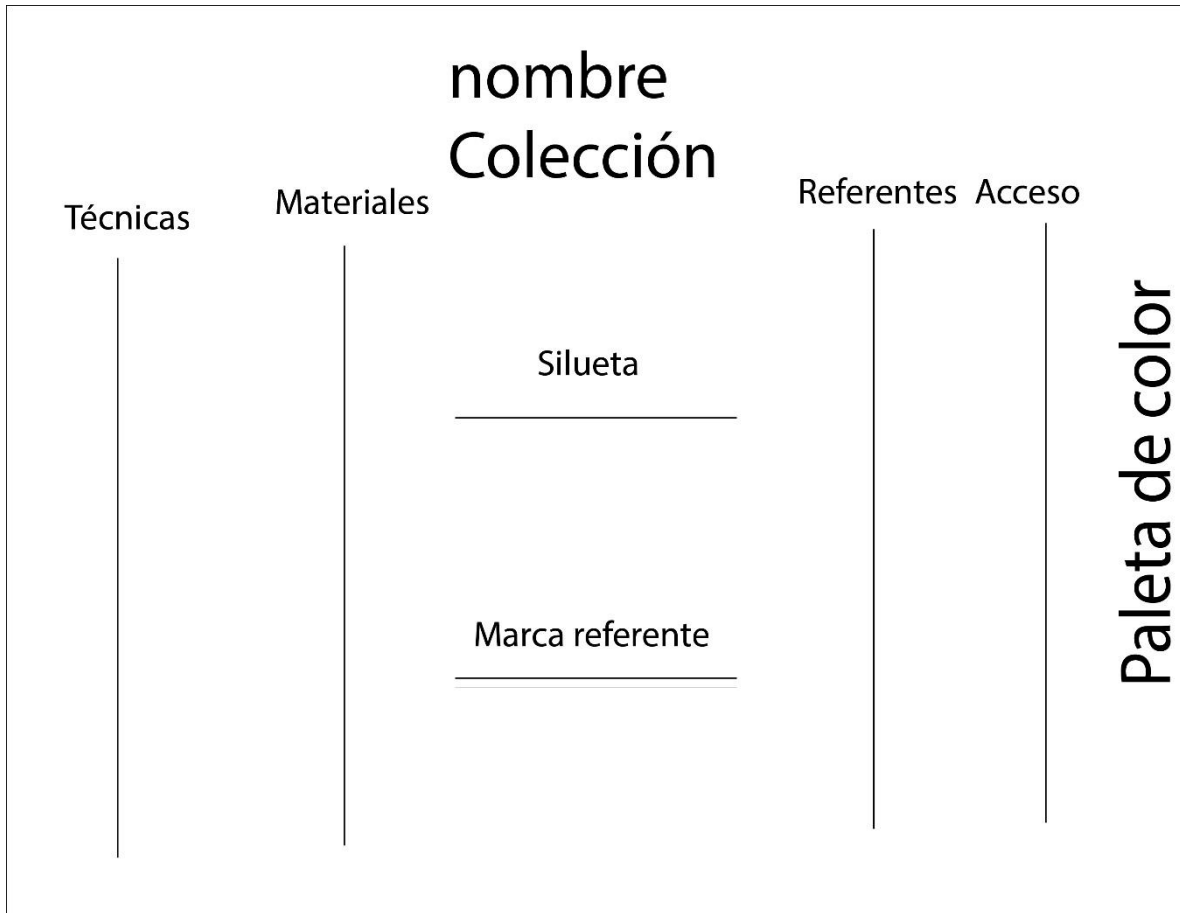 nombre
Colección
Técnicas
Materiales
Referentes
Acceso
Silueta
Marca referente
Paleta de color